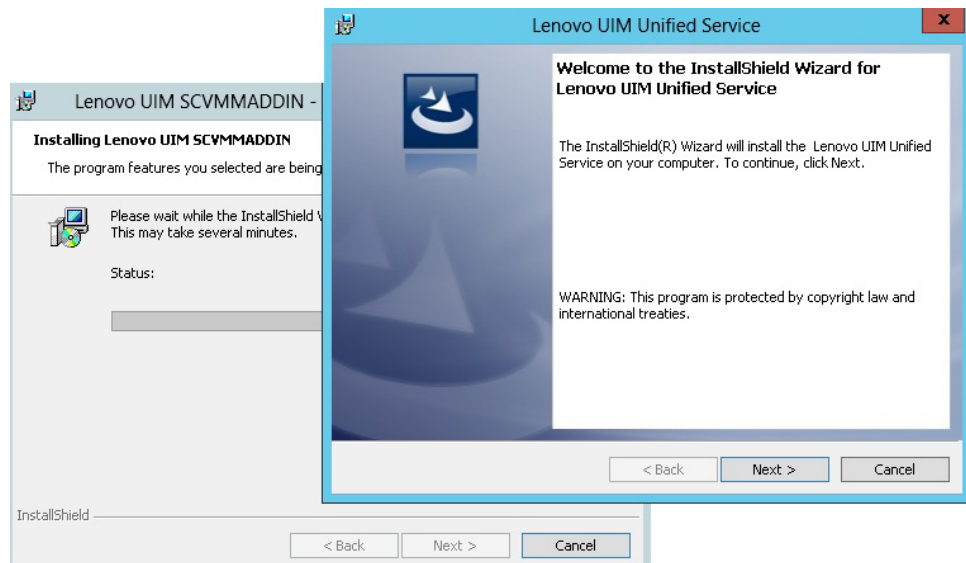 Lenovo UIM Unified Service
x
Welcome to the InstallShield Wizard for
Lenovo UIM Unified Service
The InstallShield(R) Wizard will install the Lenovo UIM Unified
Service on your computer. To continue, click Next.
WARNING: This program is protected by copyright law and
international treaties.
< Back
Next >
Cancel
Lenovo UIM SCVMMADDIN -
Installing Lenovo UIM SCVMMADDIN
The program features you selected are being
Please wait while the InstallShield
This may take several minutes.
Status:
InstallShield
< Back
Next >
Cancel